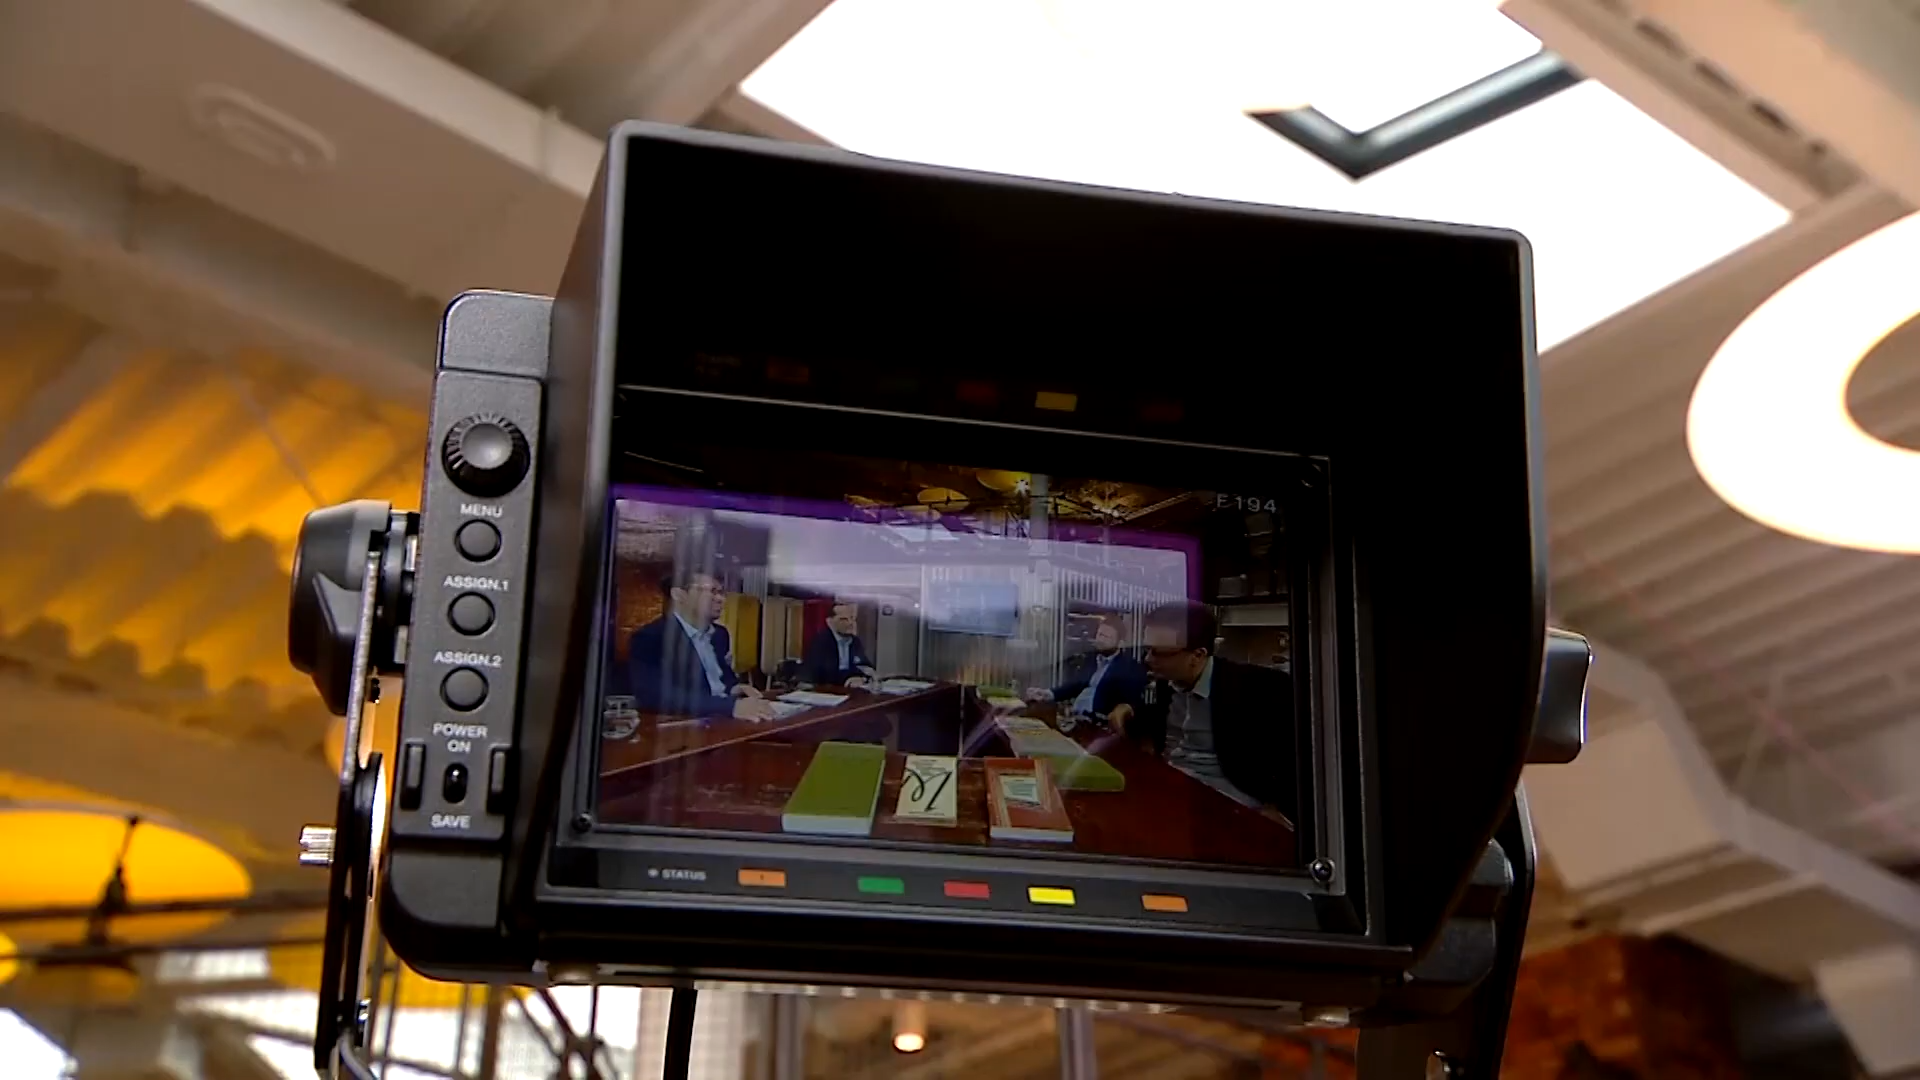 F194
MENU
ASSIGN.1
ASSIGN.2
POWER
ON
SAVE
STATUS